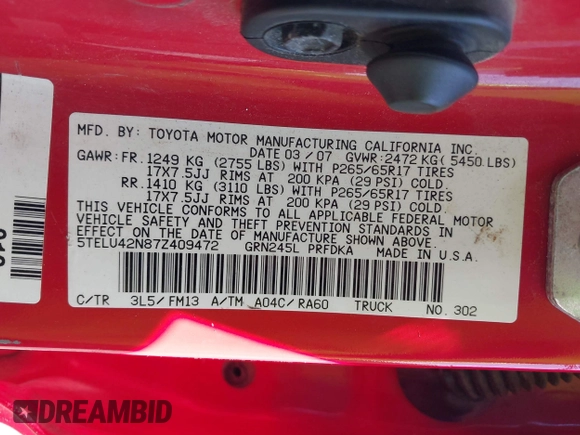 MFD. BY: TOYOTA MOTOR MANUFACTURING CALIFORNIA INC.
DATE 03 / 07 GVWR: 2472 KG( 5450 LBS)
GAWR: FR. 1249 KG (2755 LBS) WITH P265/65R17 TIRES
17X7.5JJ RIMS AT 200 KPA (29 PSI) COLD.
RR. 1410 KG (3110 LBS) WITH P265/65R17 TIRES
17X7.5JJ RIMS AT 200 KPA (29 PSI) COLD.
THIS VEHICLE CONFORMS TO ALL APPLICABLE FEDERAL MOTOR
VEHICLE SAFETY AND THEFT PREVENTION STANDARDS IN
EFFECT ON THE DATE OF MANUFACTURE SHOWN ABOVE.
5TELU42N87Z409472 GRN245L PRFDKA MADE IN U.S.A.
C/TR 3L5/FM13 A/TM A04C/RA60 TRUCK NO. 302
DREAMBID